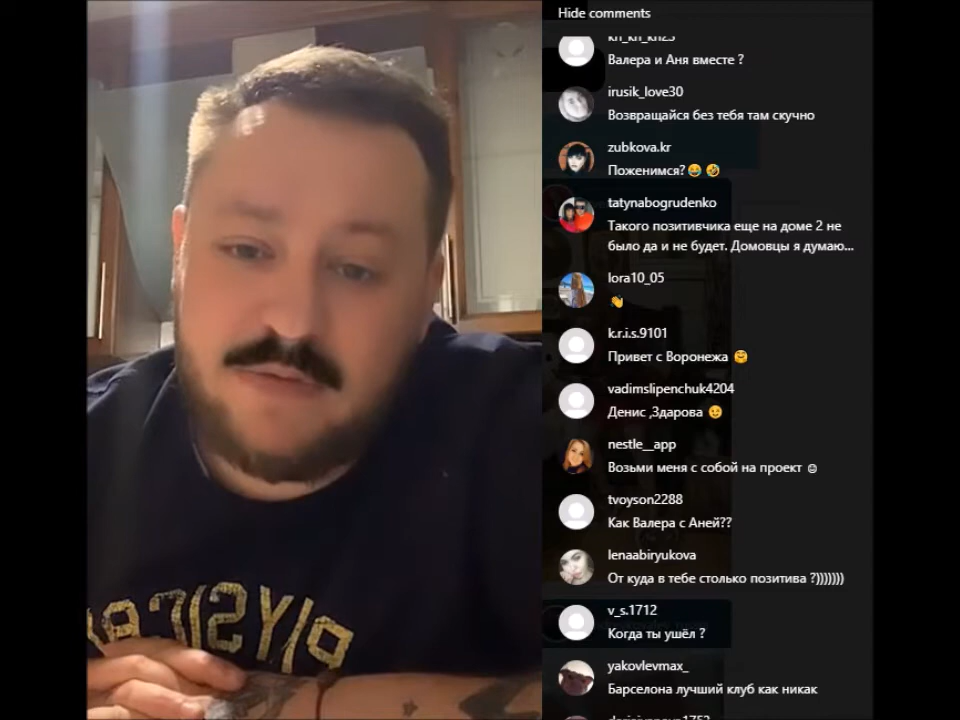 Hide comments
kri_kri_kri23
Валера и Аня вместе ?
irusik_love30
Возвращайся без тебя там скучно
zubkova.kr
Поженимся?😂 🤣
tatynabogrudenko
Такого позитивчика еще на доме 2 не
было да и не будет. Домовцы я думаю...
lora10_05
👏
k.r.i.s.9101
Привет с Воронежа 🤗
vadimslipenchuk4204
Денис ,Здарова 😉
nestle__app
Возьми меня с собой на проект ☺
tvoyson2288
Как Валера с Аней??
lenaabiryukova
От куда в тебе столько позитива ?)))))))
v_s.1712
Когда ты ушёл ?
yakovlevmax_
Барселона лучший клуб как никак